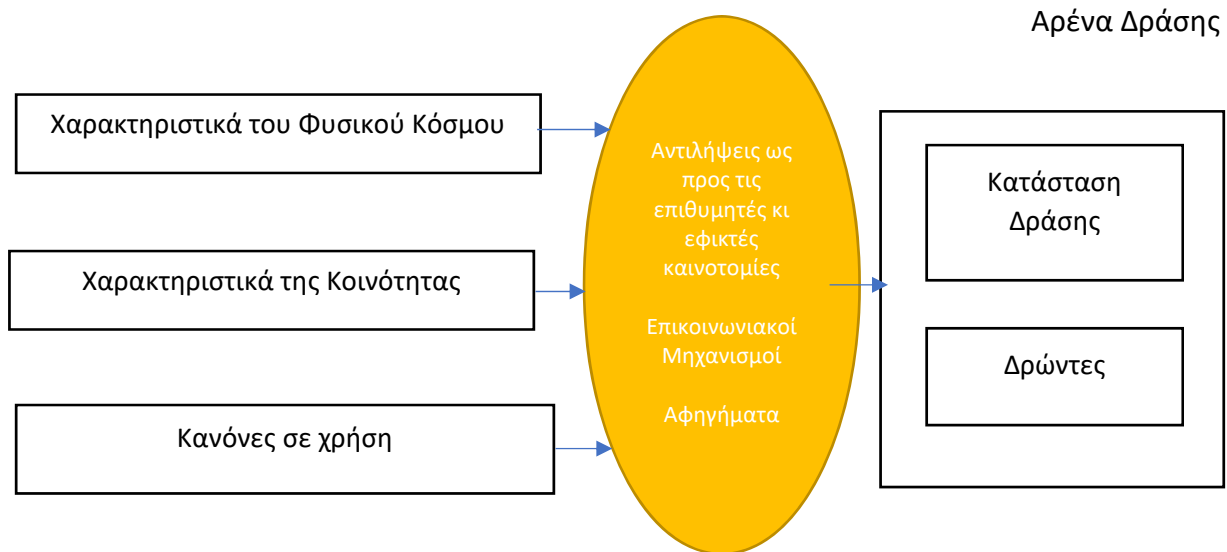 Αρένα Δράσης
Χαρακτηριστικά του Φυσικού Κόσμου
Χαρακτηριστικά της Κοινότητας
Κανόνες σε χρήση
Αντιλήψεις ως
προς τις
επιθυμητές κι
εφικτές
καινοτομίες
Επικοινωνιακοί
Μηχανισμοί
Αφηγήματα
Κατάσταση
Δράσης
Δρώντες